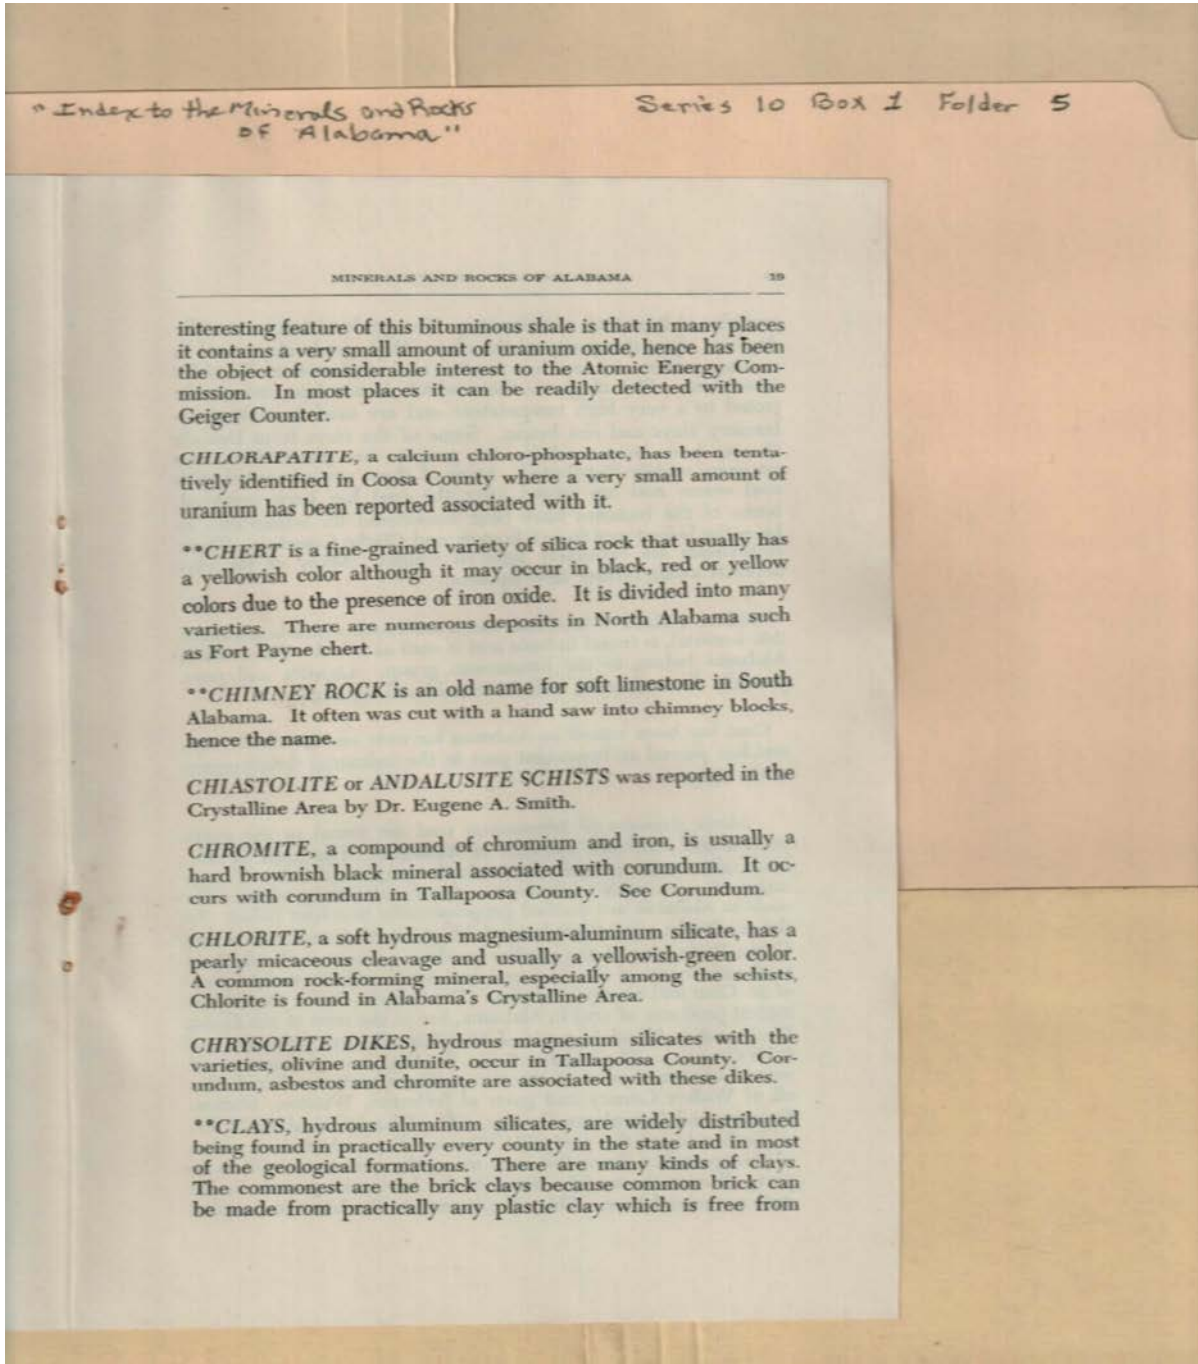 "Index to the Minerals and Rocks
of Alabama"
Series 10 Box 1 Folder 5
MINERALS AND ROCKS OF ALABAMA 19
interesting feature of this bituminous shale is that in many places
it contains a very small amount of uranium oxide, hence has been
the object of considerable interest to the Atomic Energy Com-
mission. In most places it can be readily detected with the
Geiger Counter.
CHLORAPATITE, a calcium chloro-phosphate, has been tenta-
tively identified in Coosa County where a very small amount of
uranium has been reported associated with it.
**CHERT is a fine-grained variety of silica rock that usually has
a yellowish color although it may occur in black, red or yellow
colors due to the presence of iron oxide. It is divided into many
varieties. There are numerous deposits in North Alabama such
as Fort Payne chert.
**CHIMNEY ROCK is an old name for soft limestone in South
Alabama. It often was cut with a hand saw into chimney blocks,
hence the name.
CHIASTOLITE or ANDALUSITE SCHISTS was reported in the
Crystalline Area by Dr. Eugene A. Smith.
CHROMITE, a compound of chromium and iron, is usually a
hard brownish black mineral associated with corundum. It oc-
curs with corundum in Tallapoosa County. See Corundum.
CHLORITE, a soft hydrous magnesium-aluminum silicate, has a
pearly micaceous cleavage and usually a yellowish-green color.
A common rock-forming mineral, especially among the schists,
Chlorite is found in Alabama's Crystalline Area.
CHRYSOLITE DIKES, hydrous magnesium silicates with the
varieties, olivine and dunite, occur in Tallapoosa County. Cor-
undum, asbestos and chromite are associated with these dikes.
**CLAYS, hydrous aluminum silicates, are widely distributed
being found in practically every county in the state and in most
of the geological formations. There are many kinds of clays.
The commonest are the brick clays because common brick can
be made from practically any plastic clay which is free from